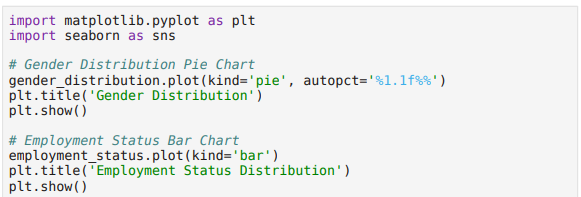 import matplotlib.pyplot as plt
import seaborn as sns
# Gender Distribution Pie Chart
gender_distribution.plot(kind='pie', autopct='%1.1f%%')
plt.title('Gender Distribution')
plt.show()
# Employment Status Bar Chart
employment_status.plot(kind='bar')
plt.title('Employment Status Distribution')
plt.show()